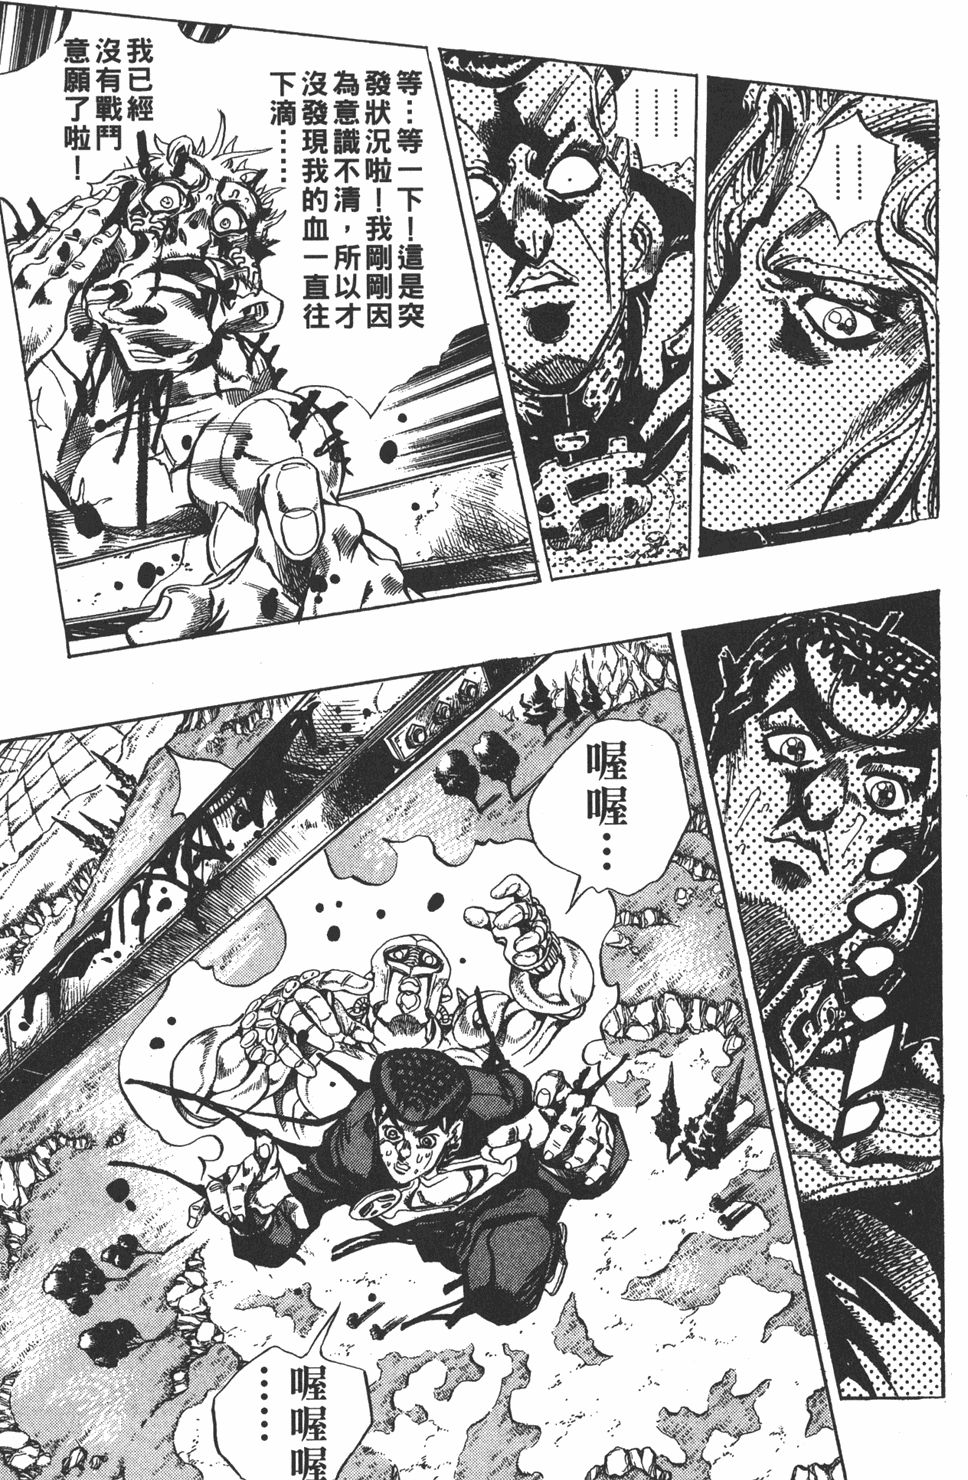 ………
………
………
等…等一下！這是突
發狀況啦！我剛剛因
為意識不清，所以才
沒發現我的血一直往
下滴……
我已經
沒有戰鬥
意願了啦！
喔喔…
喔喔喔
……